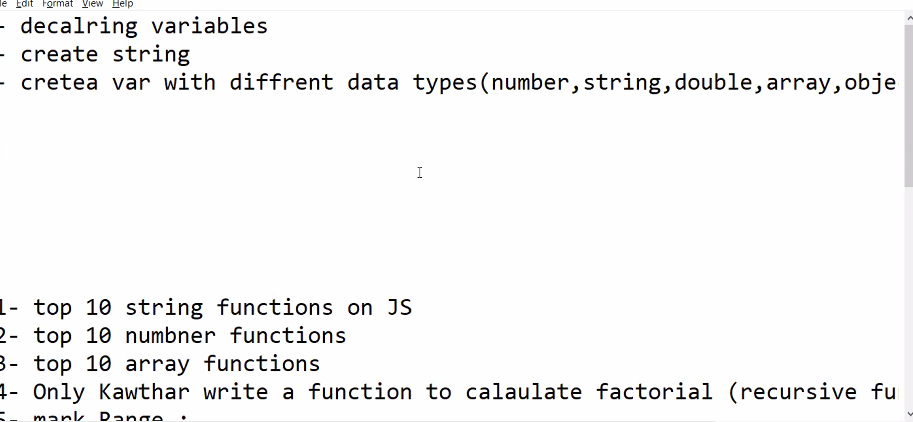 Edit Format View Help
- decalring variables
- create string
- cretea var with diffrent data types(number,string,double,array,obje
1- top 10 string functions on JS
2- top 10 numbner functions
3- top 10 array functions
4- Only Kawthar write a function to calaulate factorial (recursive fu
5- mark Range :